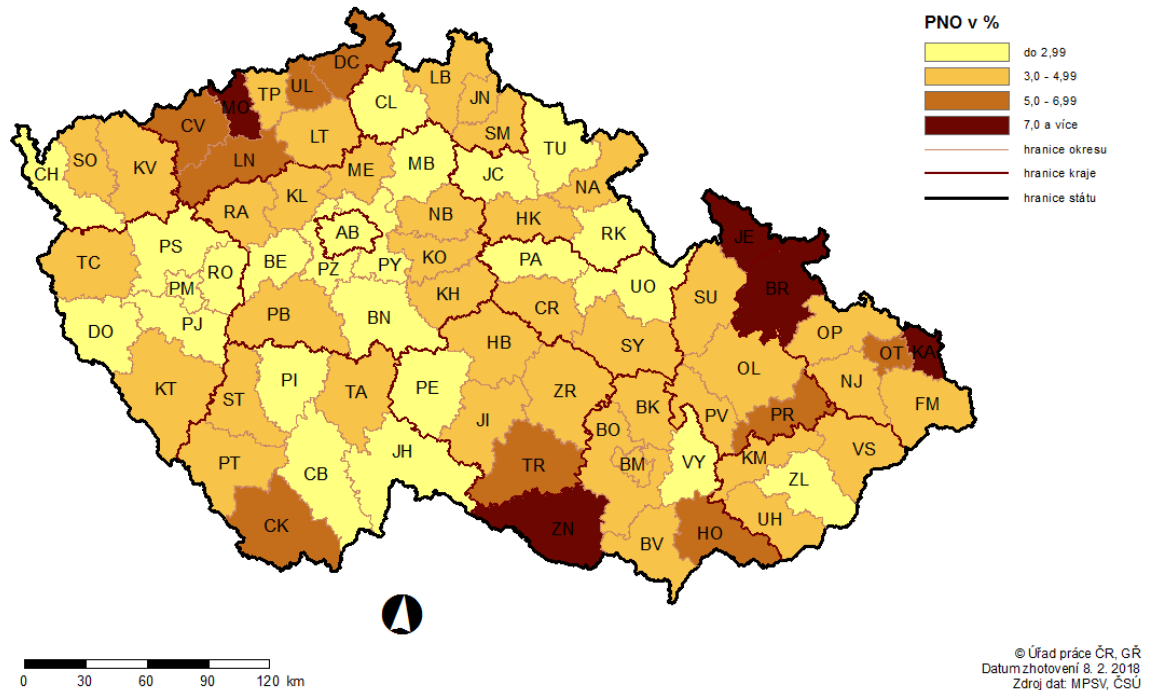 PNO v %
do 2,99
3,0 - 4,99
5,0 - 6,99
7,0 a více
hranice okresu
hranice kraje
hranice státu
DC
UL
LB
TP
MO
JN
CL
CV
SM
LT
TU
LN
SO
KV
MB
JC
CH
ME
NA
KL
RA
NB
HK
AB
RK
JE
PS
KO
TC
RO
BE
PZ
PY
PA
PM
UO
BR
KH
SU
CR
PB
BN
DO
PJ
OP
HB
SY
OT
KA
OL
KT
PI
TA
PE
ZR
NJ
ST
JI
BK
PV
PR
FM
BO
JH
VS
PT
CB
TR
BM
VY
KM
ZL
CK
UH
ZN
HO
BV
0 30 60 90 120 km
© Úřad práce ČR, GŘ
Datum zhotovení 8. 2. 2018
Zdroj dat: MPSV, ČSÚ